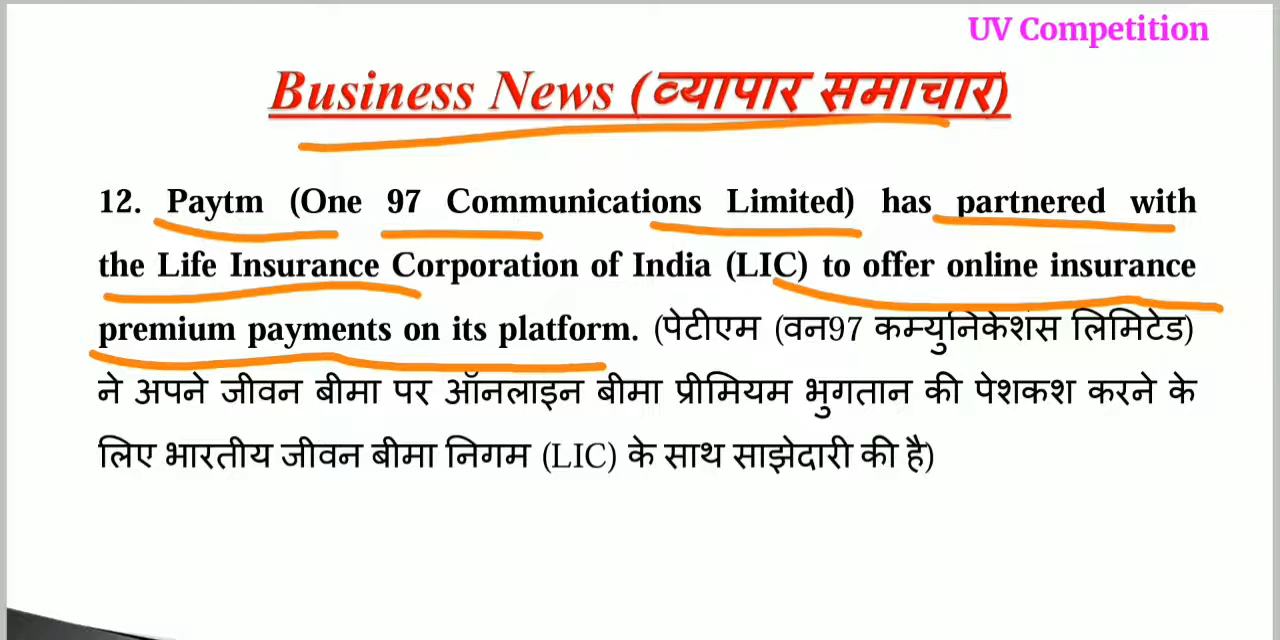 UV Competition
Business News (व्यापार समाचार)
12. Paytm (One 97 Communications Limited) has partnered with
the Life Insurance Corporation of India (LIC) to offer online insurance
premium payments on its platform. (पेटीएम (वन97 कम्युनिकेशंस लिमिटेड)
ने अपने जीवन बीमा पर ऑनलाइन बीमा प्रीमियम भुगतान की पेशकश करने के
लिए भारतीय जीवन बीमा निगम (LIC) के साथ साझेदारी की है)